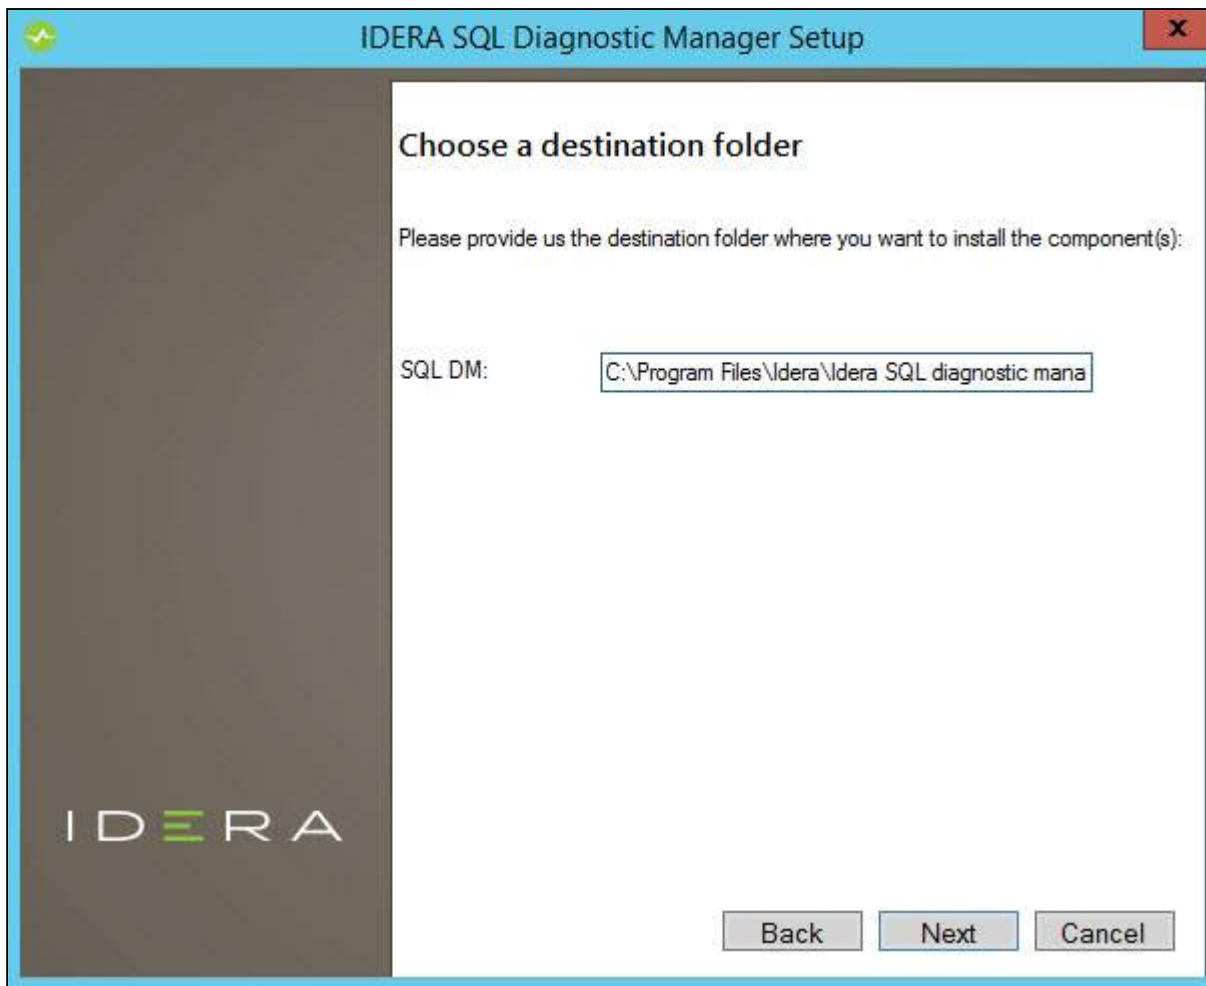 IDERA SQL Diagnostic Manager Setup
x
Choose a destination folder
Please provide us the destination folder where you want to install the component(s):
SQL DM:
C:\Program Files\Idera\Idera SQL diagnostic mana
IDERA
Back
Next
Cancel